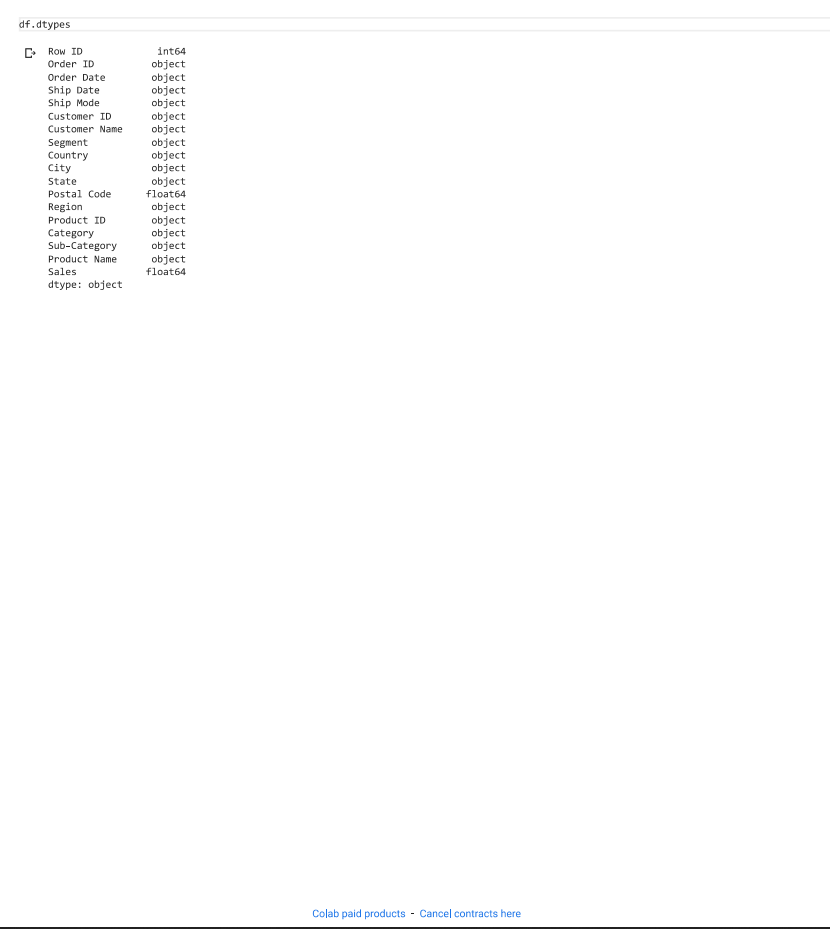 df.dtypes
Row ID int64
Order ID object
Order Date object
Ship Date object
Ship Mode object
Customer ID object
Customer Name object
Segment object
Country object
City object
State object
Postal Code float64
Region object
Product ID object
Category object
Sub-Category object
Product Name object
Sales float64
dtype: object
Colab paid products - Cancel contracts here